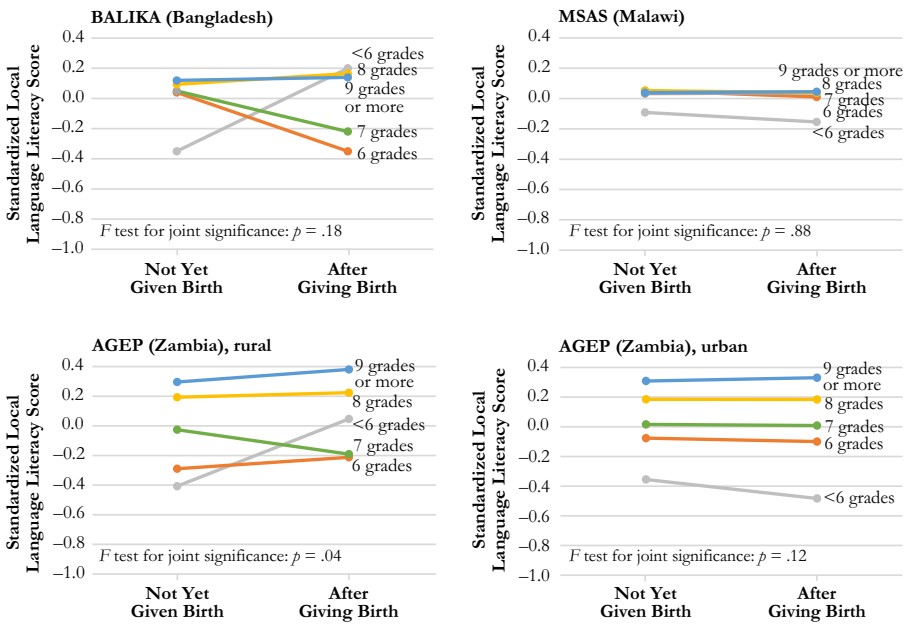 BALIKA (Bangladesh)
Standardized Local
Language Literacy Score
0.4
0.2
0.0
–0.2
–0.4
–0.6
–0.8
–1.0
<6 grades
8 grades
9 grades
or more
7 grades
6 grades
F test for joint significance: p = .18
Not Yet
Given Birth
After
Giving Birth
MSAS (Malawi)
Standardized Local
Language Literacy Score
0.4
0.2
0.0
–0.2
–0.4
–0.6
–0.8
–1.0
9 grades or more
8 grades
7 grades
6 grades
<6 grades
F test for joint significance: p = .88
Not Yet
Given Birth
After
Giving Birth
AGEP (Zambia), rural
Standardized Local
Language Literacy Score
0.4
0.2
0.0
–0.2
–0.4
–0.6
–0.8
–1.0
9 grades
or more
8 grades
<6 grades
7 grades
6 grades
F test for joint significance: p = .04
Not Yet
Given Birth
After
Giving Birth
AGEP (Zambia), urban
Standardized Local
Language Literacy Score
0.4
0.2
0.0
–0.2
–0.4
–0.6
–0.8
–1.0
9 grades
or more
8 grades
7 grades
6 grades
<6 grades
F test for joint significance: p = .12
Not Yet
Given Birth
After
Giving Birth